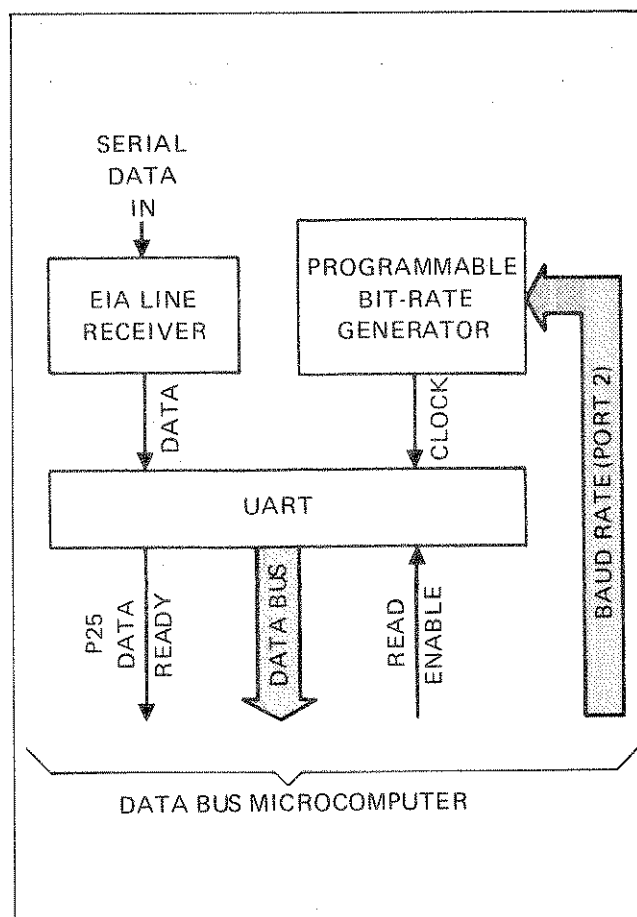 SERIAL
DATA
IN
EIA LINE
RECEIVER
PROGRAMMABLE
BIT-RATE
GENERATOR
DATA
CLOCK
BAUD RATE (PORT 2)
UART
P25
DATA
READY
DATA BUS
READ
ENABLE
DATA BUS MICROCOMPUTER